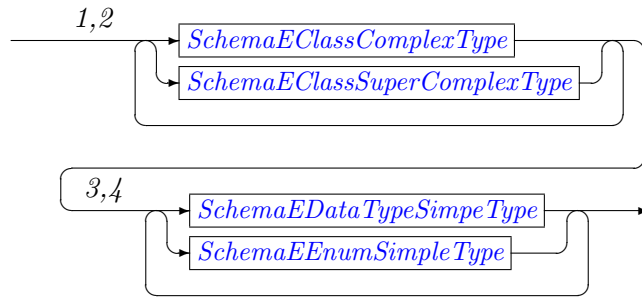 1,2
SchemaEClassComplexType
SchemaEClassSuperComplexType
3,4
SchemaEDataTypeSimpeType
SchemaEEnumSimpleType